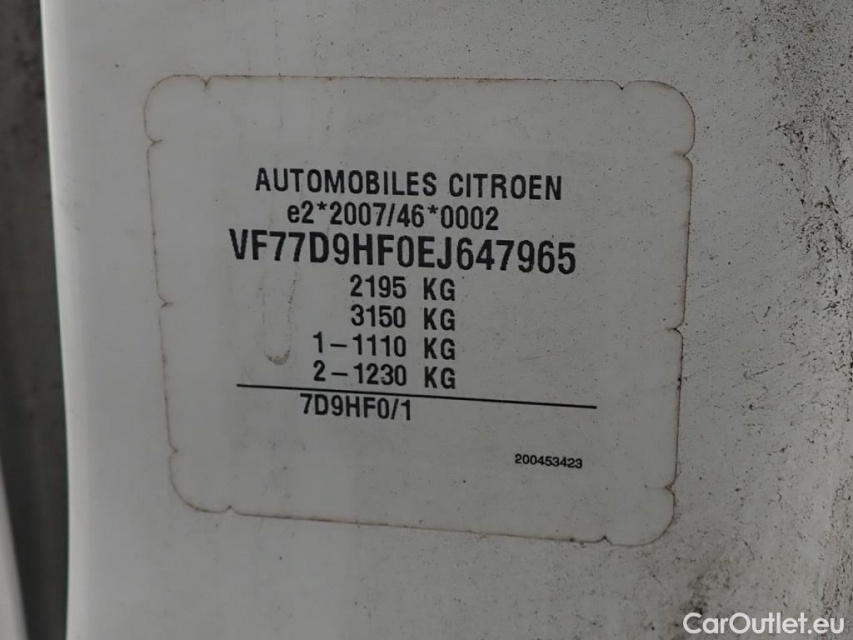 AUTOMOBILES CITROEN
e2*2007/46*0002
VF77D9HF0EJ647965
2195 KG
3150 KG
1-1110 KG
2-1230 KG
7D9HF0/1
200453423
CarOutlet.eu